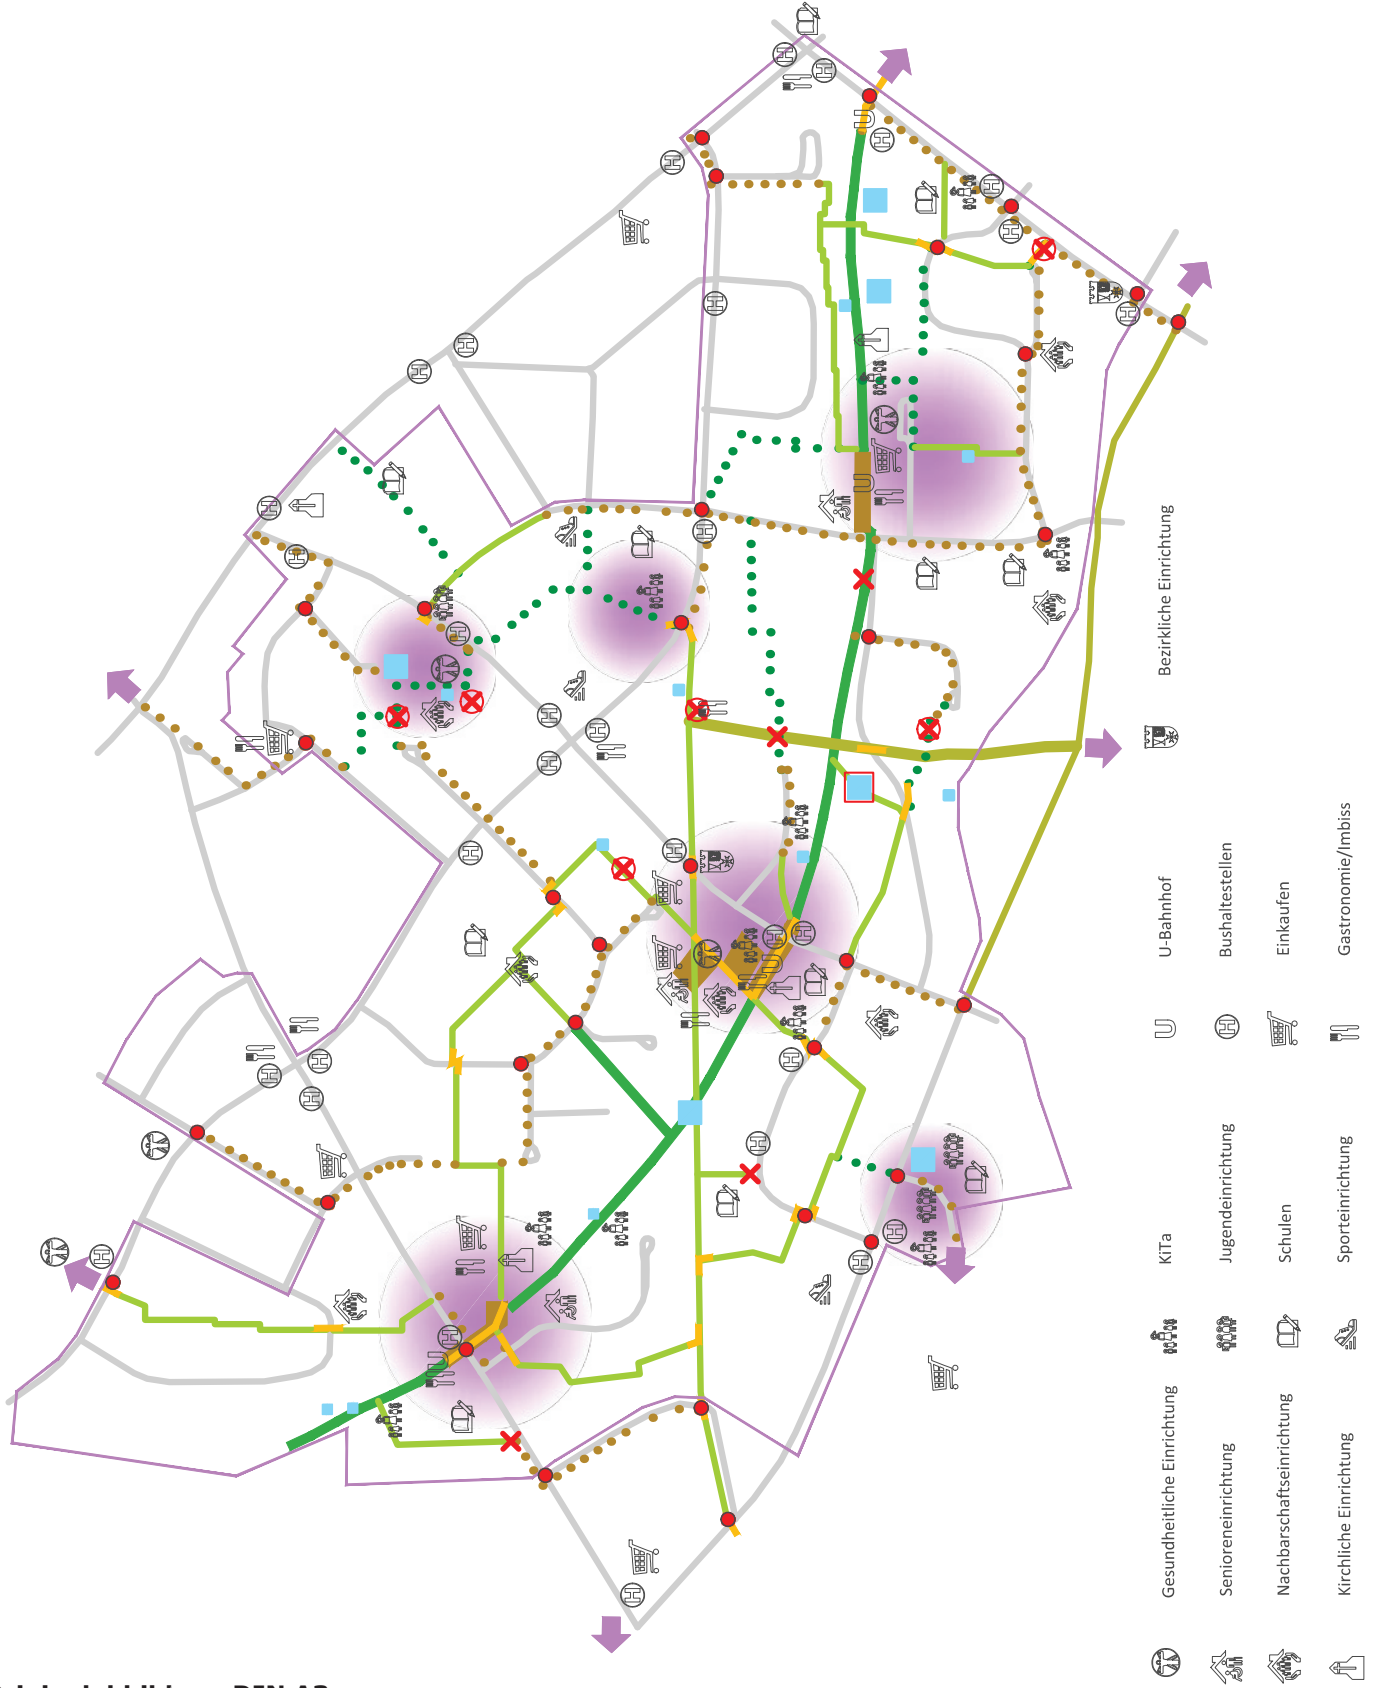 Gesundheitliche Einrichtung
Senioreneinrichtung
Nachbarschaftseinrichtung
Kirchliche Einrichtung
KiTa
Jugendeinrichtung
Schulen
Sporteinrichtung
U-Bahnhof
Bushaltestellen
Einkaufen
Gastronomie/Imbiss
Bezirkliche Einrichtung